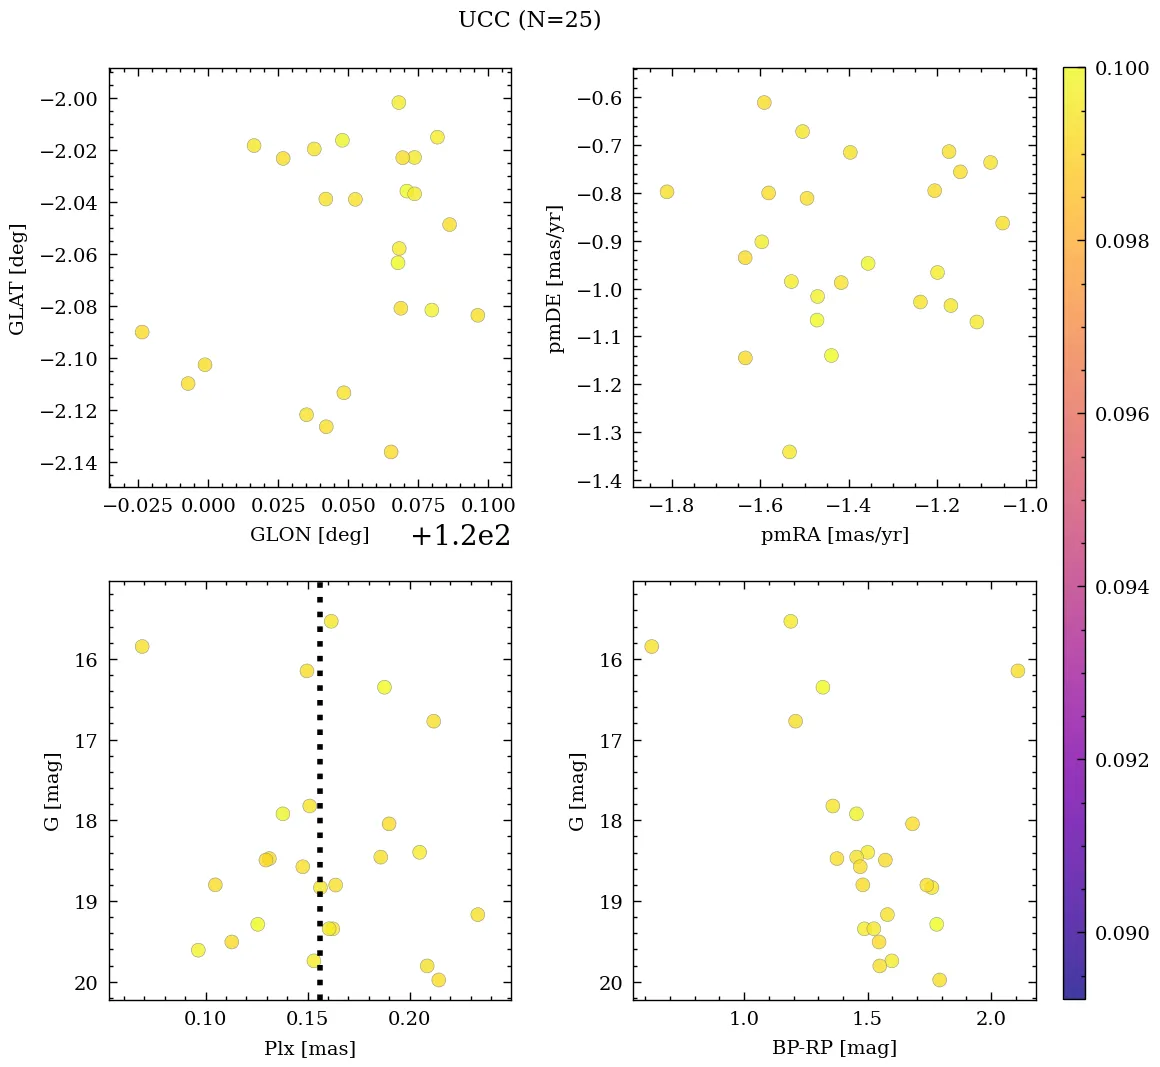 UCC (N=25)
−2.00
−2.02
−2.04
−2.06
−2.08
−2.10
−2.12
−2.14
GLAT [deg]
−0.025 0.000 0.025 0.050 0.075 0.100
GLON [deg]
+1.2e2
−0.6
−0.7
−0.8
−0.9
−1.0
−1.1
−1.2
−1.3
−1.4
pmDE [mas/yr]
−1.8 −1.6 −1.4 −1.2 −1.0
pmRA [mas/yr]
16
17
18
19
20
G [mag]
0.10 0.15 0.20
Plx [mas]
16
17
18
19
20
G [mag]
1.0 1.5 2.0
BP-RP [mag]
0.100
0.098
0.096
0.094
0.092
0.090